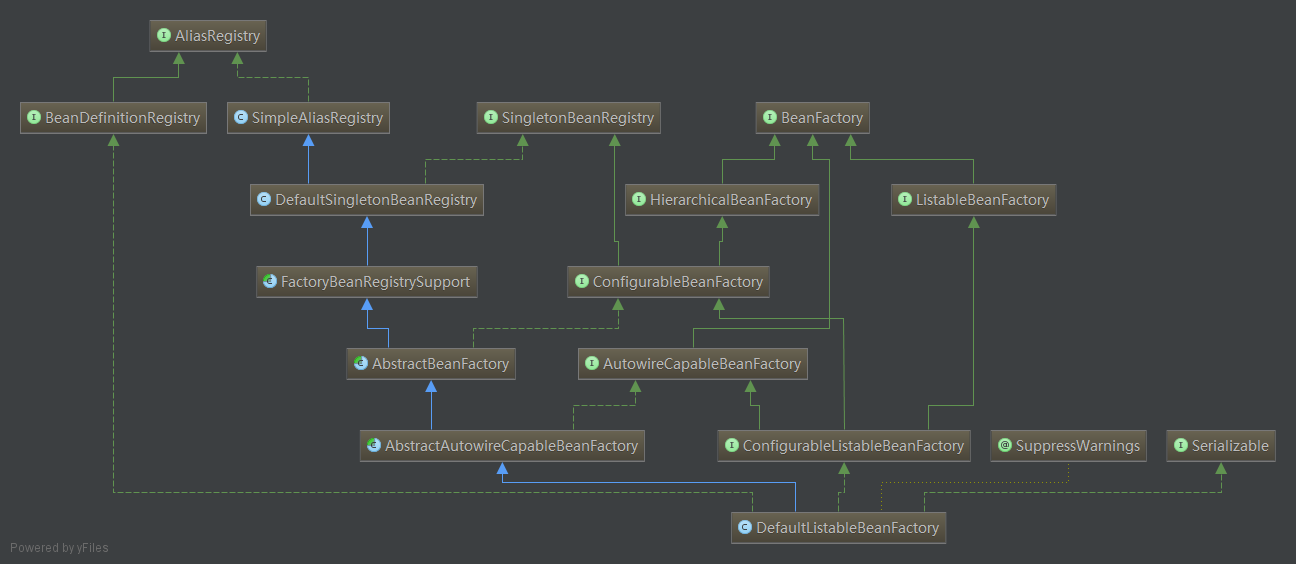 AliasRegistry
BeanDefinitionRegistry
SimpleAliasRegistry
SingletonBeanRegistry
BeanFactory
DefaultSingletonBeanRegistry
HierarchicalBeanFactory
ListableBeanFactory
FactoryBeanRegistrySupport
ConfigurableBeanFactory
AbstractBeanFactory
AutowireCapableBeanFactory
AbstractAutowireCapableBeanFactory
ConfigurableListableBeanFactory
SuppressWarnings
Serializable
DefaultListableBeanFactory
Powered by yFiles